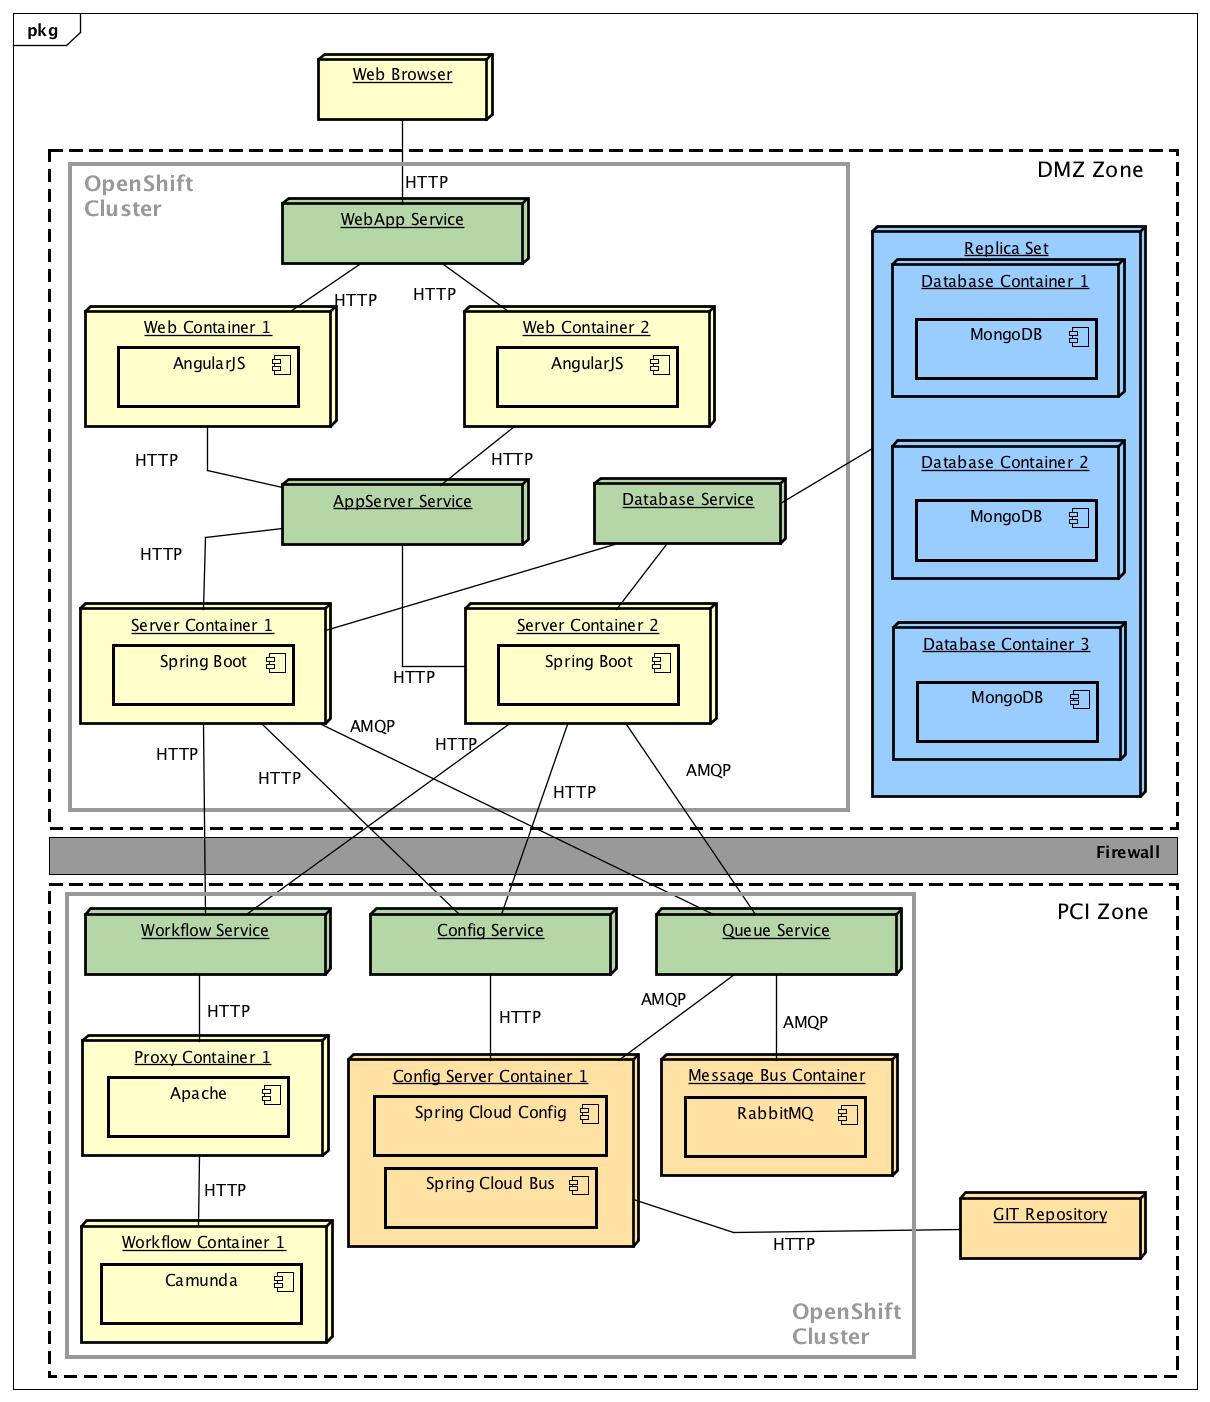 pkg
Web Browser
DMZ Zone
OpenShift
Cluster
HTTP
WebApp Service
HTTP
HTTP
Web Container 1
AngularJS
Web Container 2
AngularJS
HTTP
HTTP
AppServer Service
Database Service
HTTP
Server Container 1
Spring Boot
Server Container 2
Spring Boot
HTTP
Replica Set
Database Container 1
MongoDB
Database Container 2
MongoDB
Database Container 3
MongoDB
HTTP
HTTP
AMQP
HTTP
HTTP
AMQP
Firewall
PCI Zone
Workflow Service
Config Service
Queue Service
HTTP
HTTP
AMQP
AMQP
Proxy Container 1
Apache
Config Server Container 1
Spring Cloud Config
Spring Cloud Bus
Message Bus Container
RabbitMQ
HTTP
Workflow Container 1
Camunda
HTTP
GIT Repository
OpenShift
Cluster